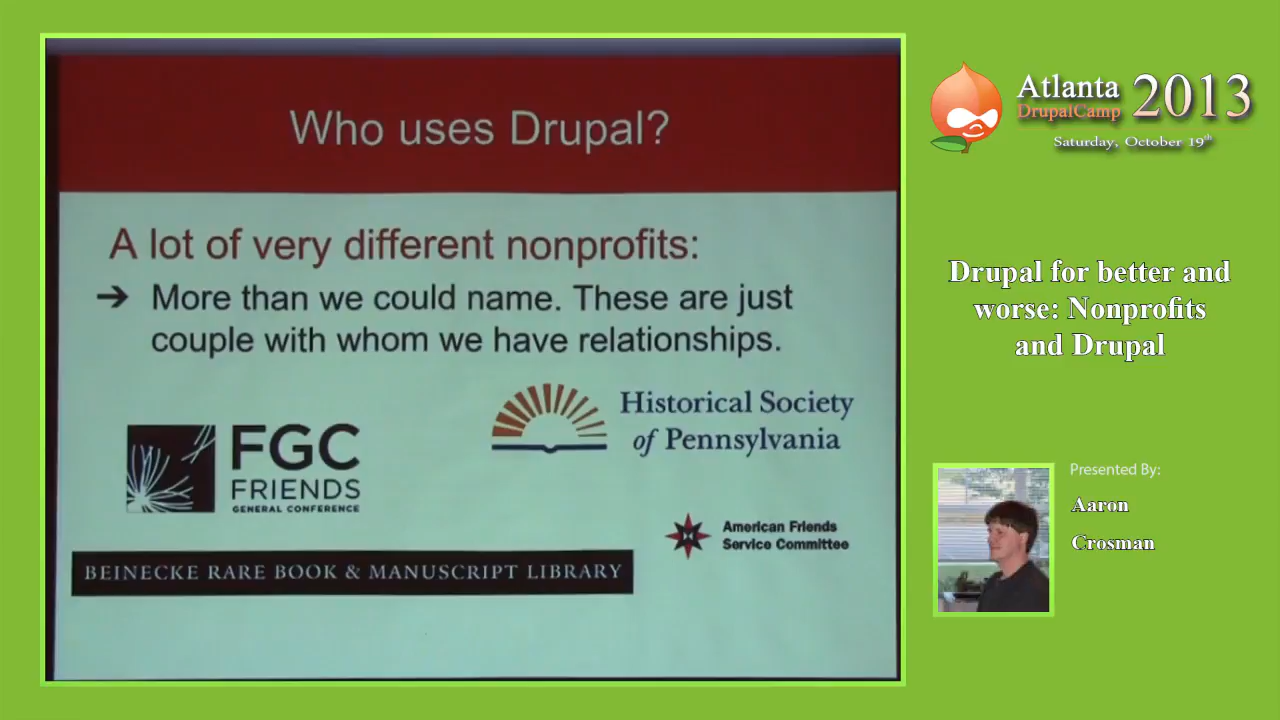 Who uses Drupal?
A lot of very different nonprofits:
➔ More than we could name. These are just
couple with whom we have relationships.
Historical Society
of Pennsylvania
FGC
FRIENDS
GENERAL CONFERENCE
American Friends
Service Committee
BEINECKE RARE BOOK & MANUSCRIPT LIBRARY
Atlanta
DrupalCamp
2013
Saturday, October 19th
Drupal for better and
worse: Nonprofits
and Drupal
Presented By:
Aaron
Crosman